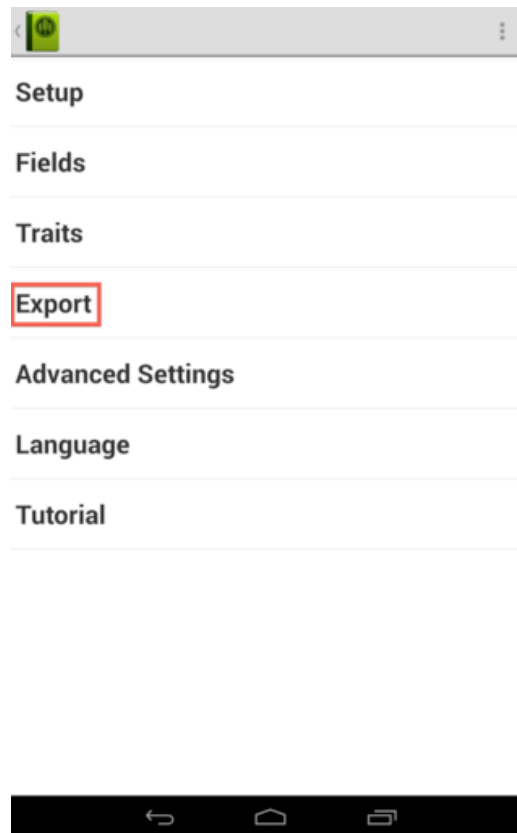 Setup
Fields
Traits
Export
Advanced Settings
Language
Tutorial